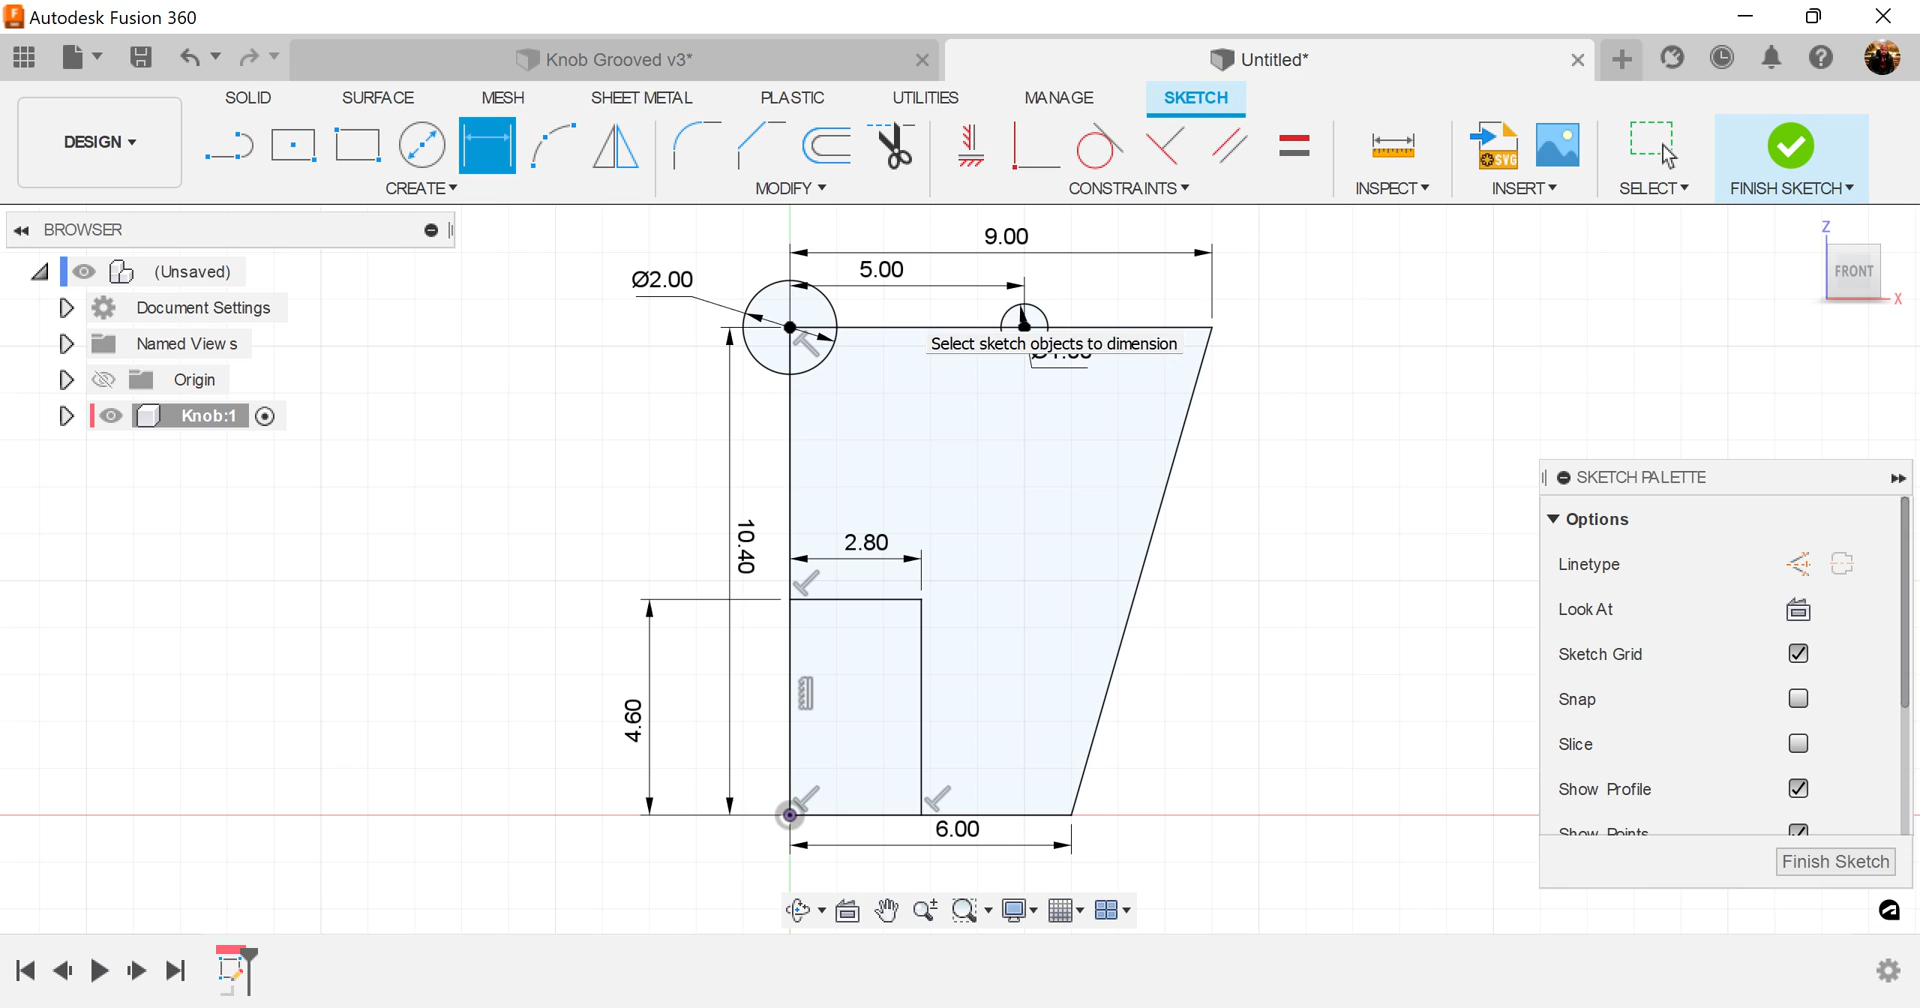 Autodesk Fusion 360
Knob Grooved v3*
Untitled*
SOLID
SURFACE
MESH
SHEET METAL
PLASTIC
UTILITIES
MANAGE
SKETCH
DESIGN
SVG
CREATE
MODIFY
CONSTRAINTS
INSPECT
INSERT
SELECT
FINISH SKETCH
BROWSER
(Unsaved)
Document Settings
Named Views
Origin
Knob:1
9.00
5.00
Ø2.00
Select sketch objects to dimension
10.40
2.80
4.60
6.00
Z
FRONT
X
SKETCH PALETTE
Options
Linetype
Look At
Sketch Grid
Snap
Slice
Show Profile
Show Points
Finish Sketch